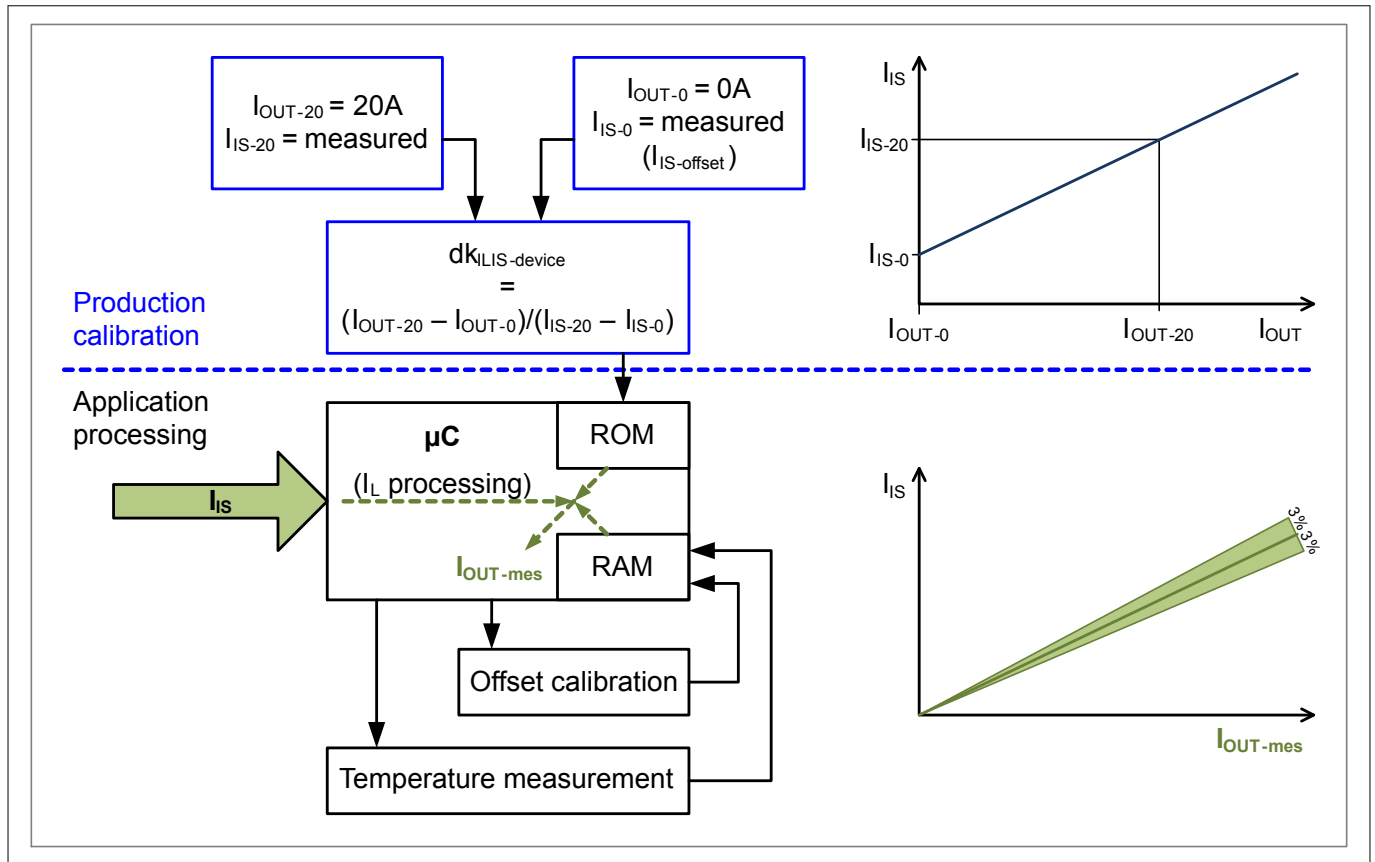 I_OUT-20 = 20A
I_IS-20 = measured
I_OUT-0 = 0A
I_IS-0 = measured
(I_IS-offset)
dk_ILIS-device
=
(I_OUT-20 – I_OUT-0)/(I_IS-20 – I_IS-0)
Production
calibration
I_IS
I_IS-20
I_IS-0
I_OUT-0
I_OUT-20
I_OUT
Application
processing
I_IS
µC
(I_L processing)
ROM
I_OUT-mes
RAM
Offset calibration
Temperature measurement
I_IS
3%
3%
I_OUT-mes